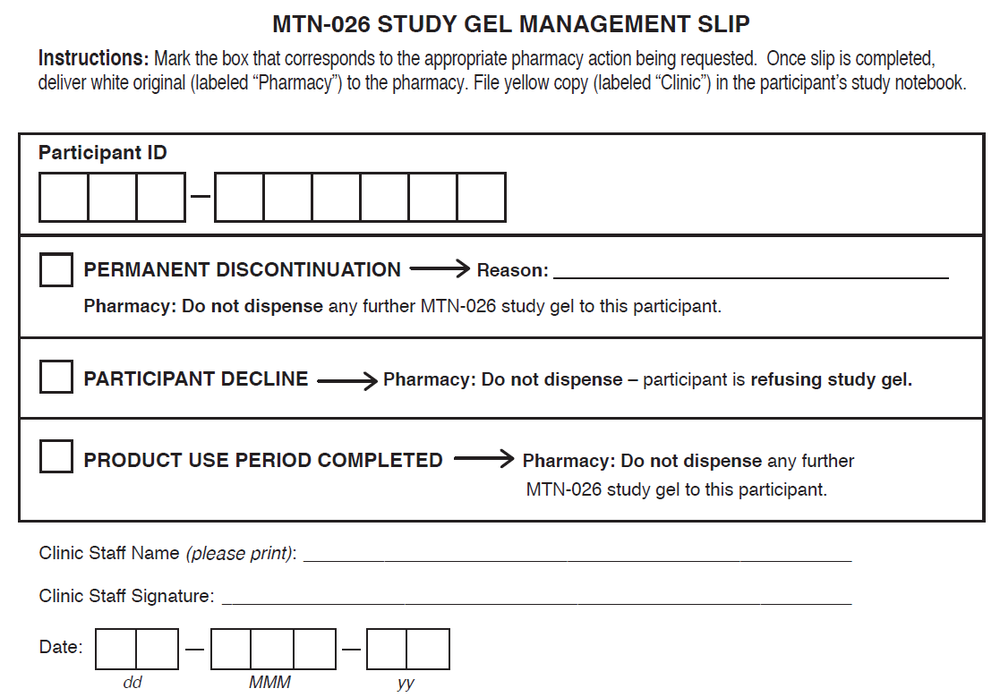 MTN-026 STUDY GEL MANAGEMENT SLIP
Instructions: Mark the box that corresponds to the appropriate pharmacy action being requested.  Once slip is completed,
deliver white original (labeled “Pharmacy”) to the pharmacy. File yellow copy (labeled “Clinic”) in the participant’s study notebook.
Participant ID
PERMANENT DISCONTINUATION → Reason:
Pharmacy: Do not dispense any further MTN-026 study gel to this participant.
PARTICIPANT DECLINE → Pharmacy: Do not dispense – participant is refusing study gel.
PRODUCT USE PERIOD COMPLETED → Pharmacy: Do not dispense any further
MTN-026 study gel to this participant.
Clinic Staff Name (please print):
Clinic Staff Signature:
Date:
dd MMM yy